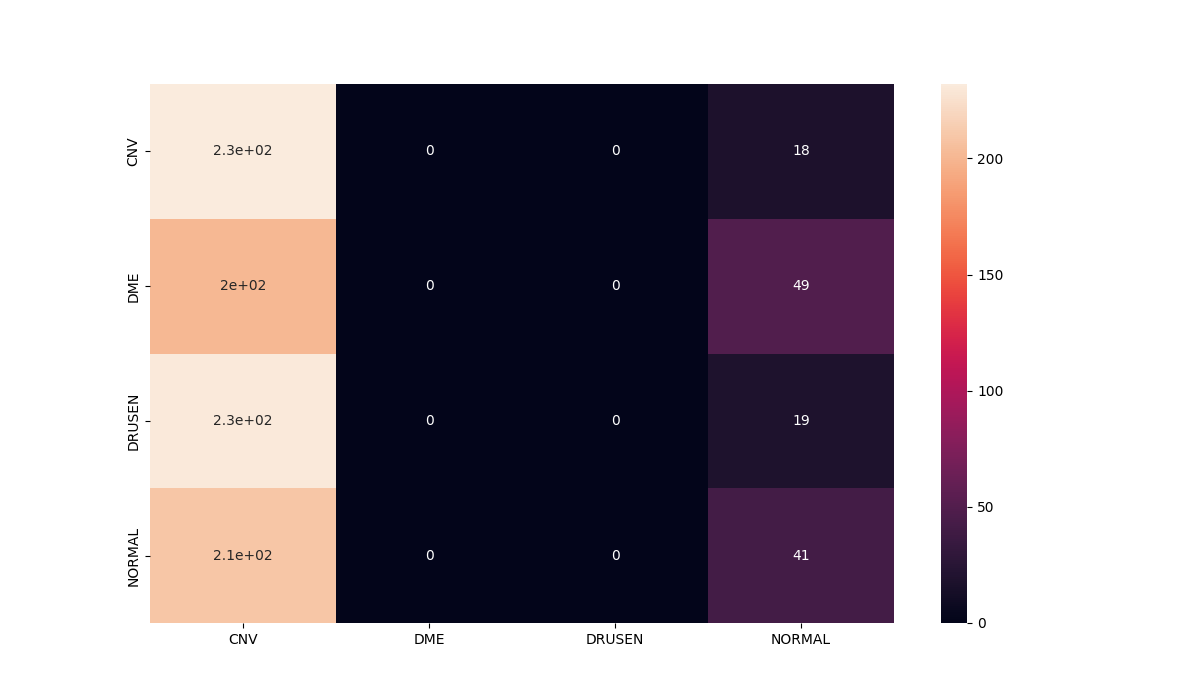 CNV 2.3e+02 0 0 18
DME 2e+02 0 0 49
DRUSEN 2.3e+02 0 0 19
NORMAL 2.1e+02 0 0 41
CNV DME DRUSEN NORMAL
200
150
100
50
0